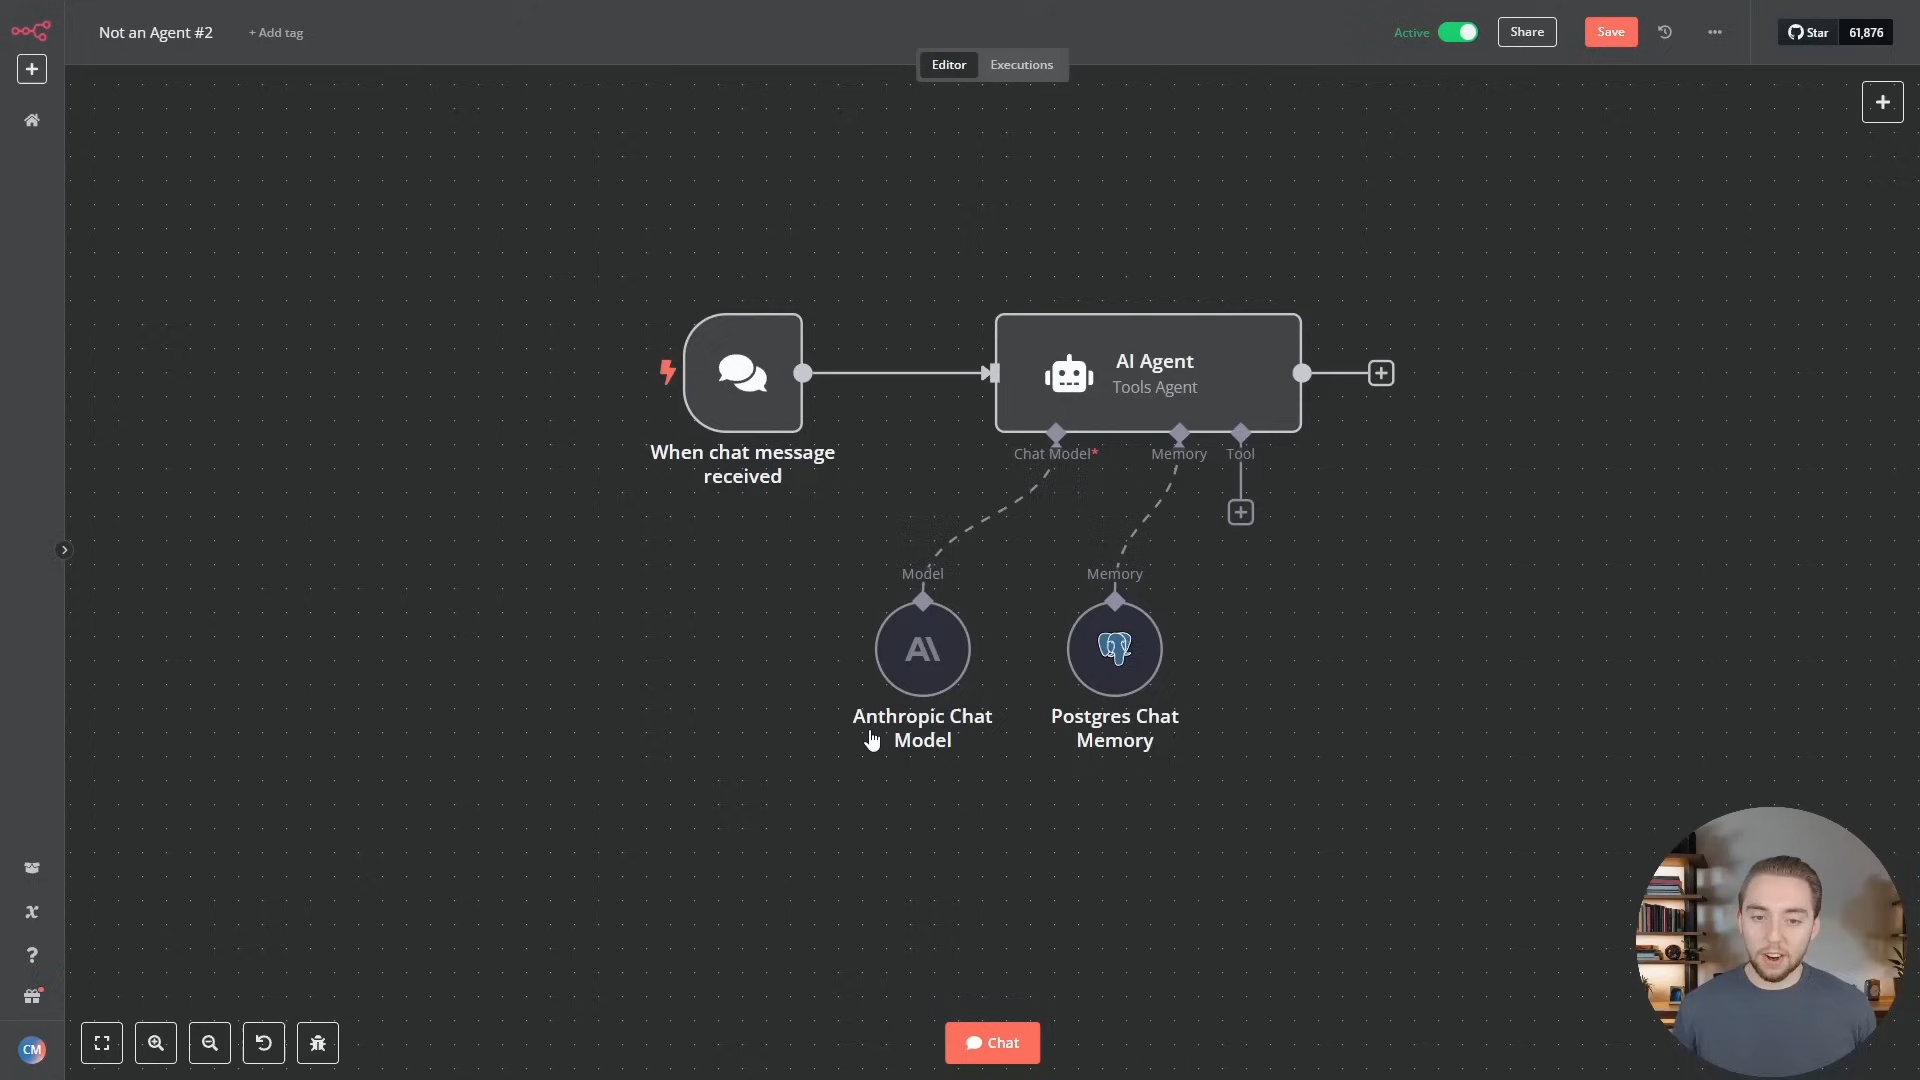 Not an Agent #2
+ Add tag
Active
Share
Save
Star
61,876
Editor
Executions
AI Agent
Tools Agent
When chat message
received
Chat Model*
Memory
Tool
Model
Memory
Anthropic Chat
Model
Postgres Chat
Memory
CM
Chat